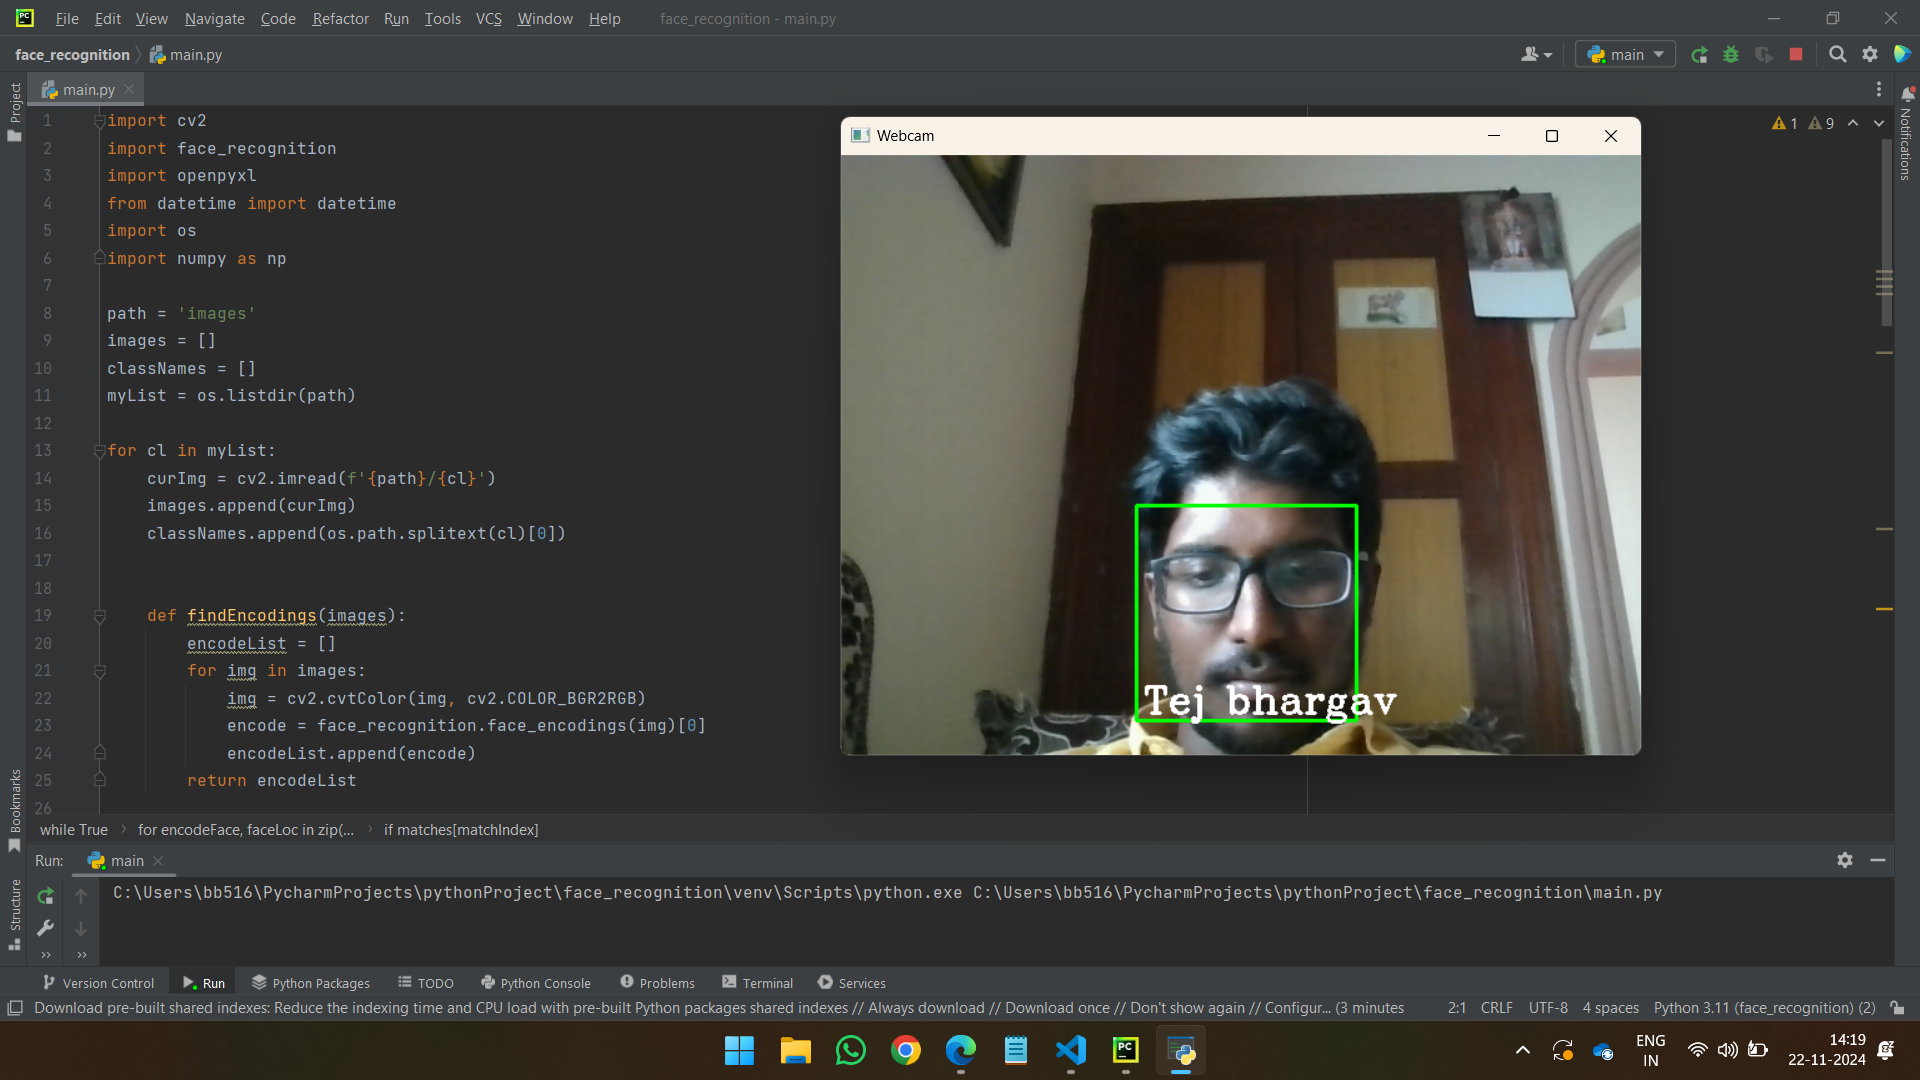 File Edit View Navigate Code Refactor Run Tools VCS Window Help face_recognition - main.py
face_recognition main.py main
Project
main.py
1 import cv2
2 import face_recognition
3 import openpyxl
4 from datetime import datetime
5 import os
6 import numpy as np
7
8 path = 'images'
9 images = []
10 classNames = []
11 myList = os.listdir(path)
12
13 for cl in myList:
14 curImg = cv2.imread(f'{path}/{cl}')
15 images.append(curImg)
16 classNames.append(os.path.splitext(cl)[0])
17
18
19 def findEncodings(images):
20 encodeList = []
21 for img in images:
22 img = cv2.cvtColor(img, cv2.COLOR_BGR2RGB)
23 encode = face_recognition.face_encodings(img)[0]
24 encodeList.append(encode)
25 return encodeList
26
1 9
Notifications
Webcam
Tej bhargav
while True for encodeFace, faceLoc in zip(... if matches[matchIndex]
Bookmarks
Structure
Run: main
C:\Users\bb516\PycharmProjects\pythonProject\face_recognition\venv\Scripts\python.exe C:\Users\bb516\PycharmProjects\pythonProject\face_recognition\main.py
Version Control Run Python Packages TODO Python Console Problems Terminal Services
Download pre-built shared indexes: Reduce the indexing time and CPU load with pre-built Python packages shared indexes // Always download // Download once // Don't show again // Configur... (3 minutes 2:1 CRLF UTF-8 4 spaces Python 3.11 (face_recognition) (2)
ENG 14:19
IN 22-11-2024